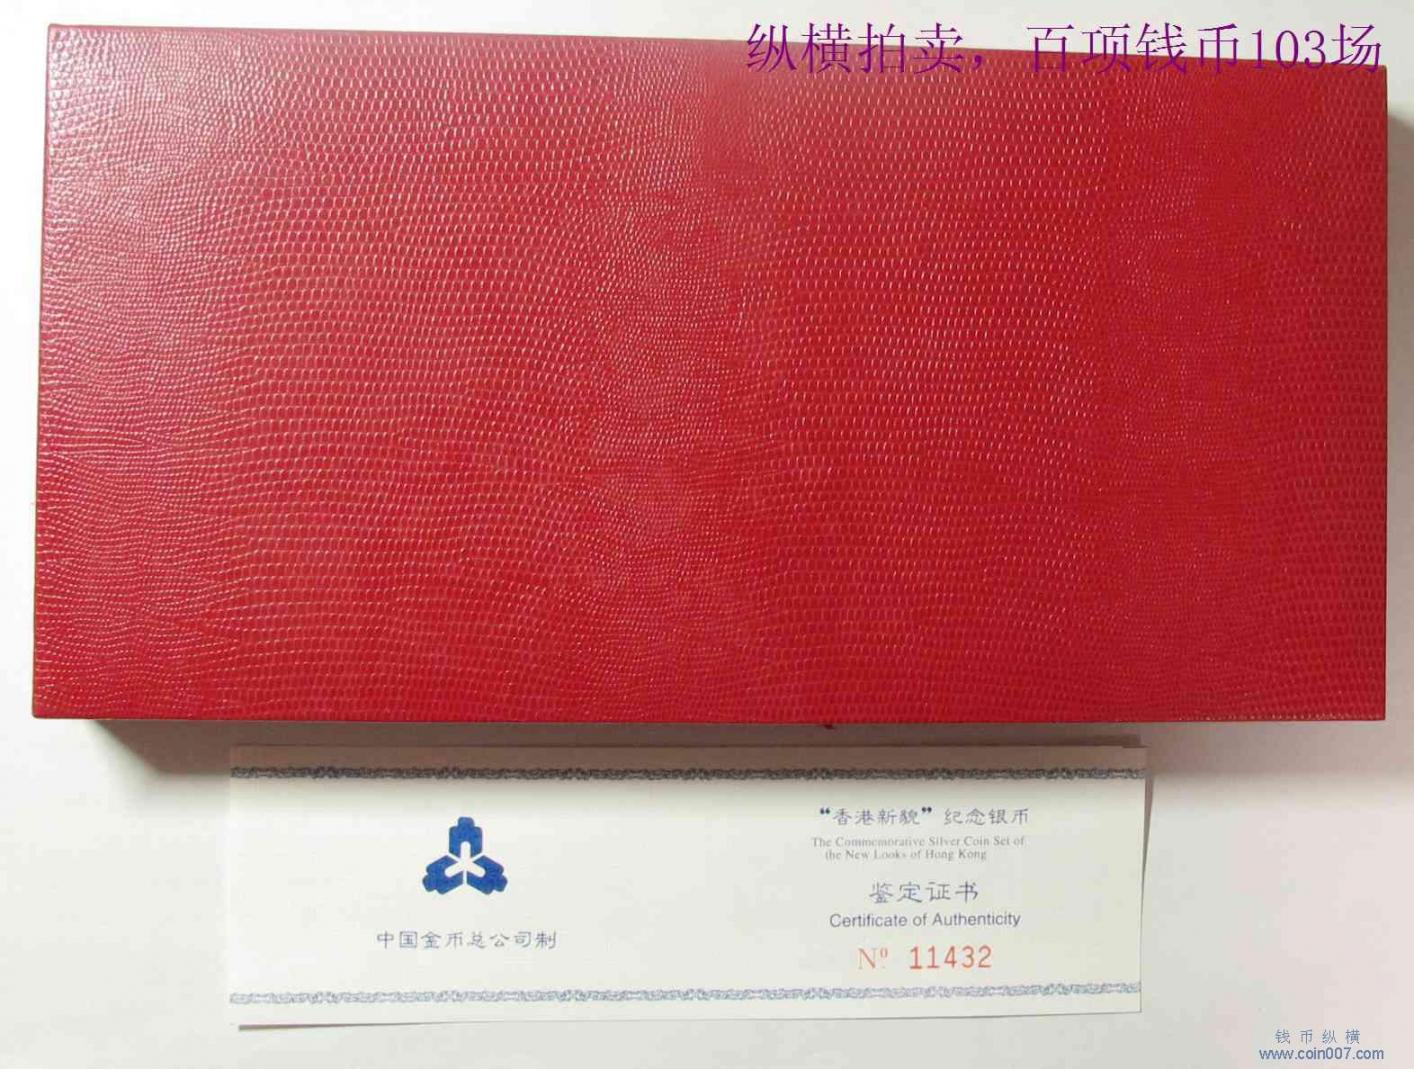 纵横拍卖，百项钱币103场
中国金币总公司制
“香港新貌”纪念银币
The Commemorative Silver Coin Set of
the New Looks of Hong Kong
鉴定证书
Certificate of Authenticity
Nº 11432
钱币纵横
www.coin007.com